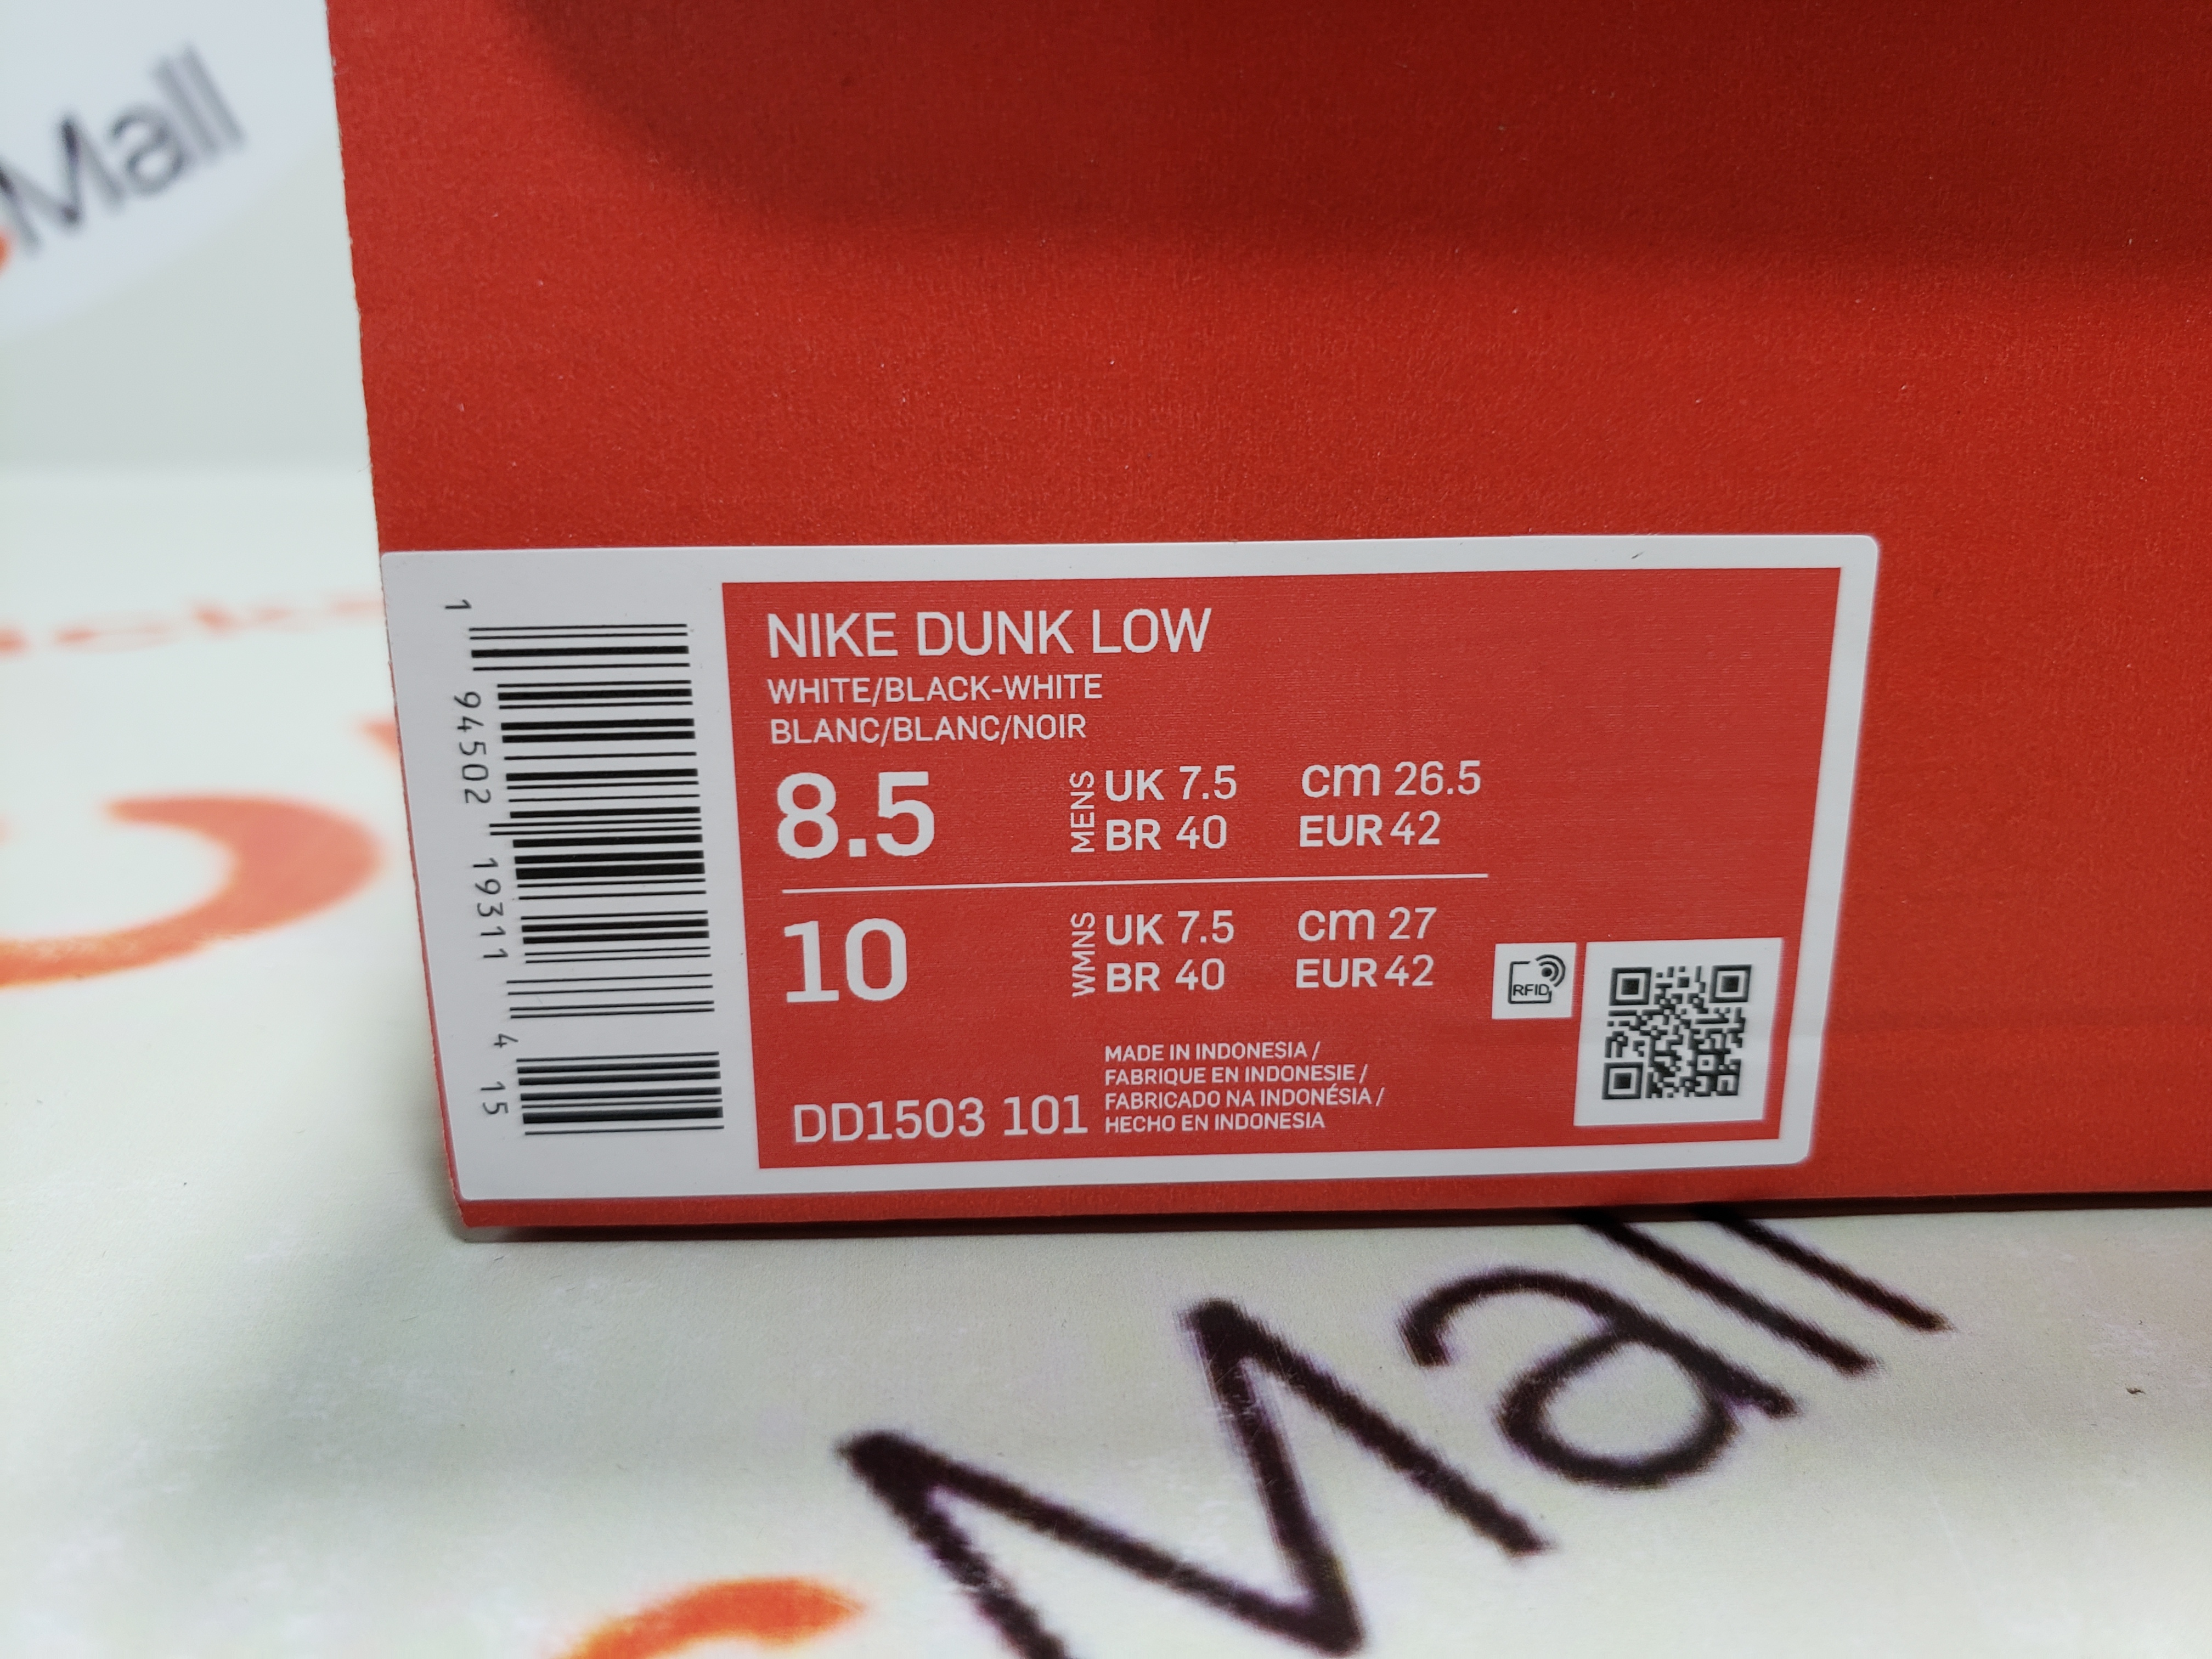 Mall
1
94502
19311
4
15
NIKE DUNK LOW
WHITE/BLACK-WHITE
BLANC/BLANC/NOIR
8.5 MENS UK 7.5 cm 26.5
BR 40 EUR 42
10 WMNS UK 7.5 cm 27
BR 40 EUR 42
RFID
MADE IN INDONESIA /
FABRIQUE EN INDONESIE /
FABRICADO NA INDONÉSIA /
HECHO EN INDONESIA
DD1503 101
Mall